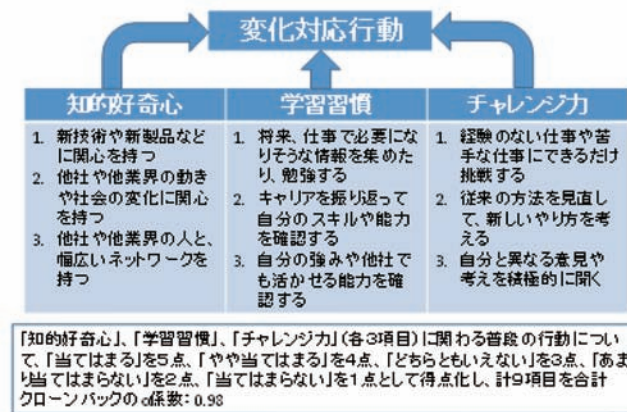 変化対応行動
知的好奇心
1. 新技術や新製品など
に関心を持つ
2. 他社や他業界の動き
や社会の変化に関心
を持つ
3. 他社や他業界の人と、
幅広いネットワークを
持つ
学習習慣
1. 将来、仕事で必要にな
りそうな情報を集めた
り、勉強する
2. キャリアを振り返って
自分のスキルや能力
を確認する
3. 自分の強みや他社で
も活かせる能力を確
認する
チャレンジ力
1. 経験のない仕事や苦
手な仕事にできるだけ
挑戦する
2. 従来の方法を見直し
て、新しいやり方を考
える
3. 自分と異なる意見や
考えを積極的に聞く
「知的好奇心」、「学習習慣」、「チャレンジ力」(各3項目)に関わる普段の行動につい
て、「当てはまる」を5点、「やや当てはまる」を4点、「どちらともいえない」を3点、「あま
り当てはまらない」を2点、「当てはまらない」を1点として得点化し、計9項目を合計
クローンバックのα係数:0.93